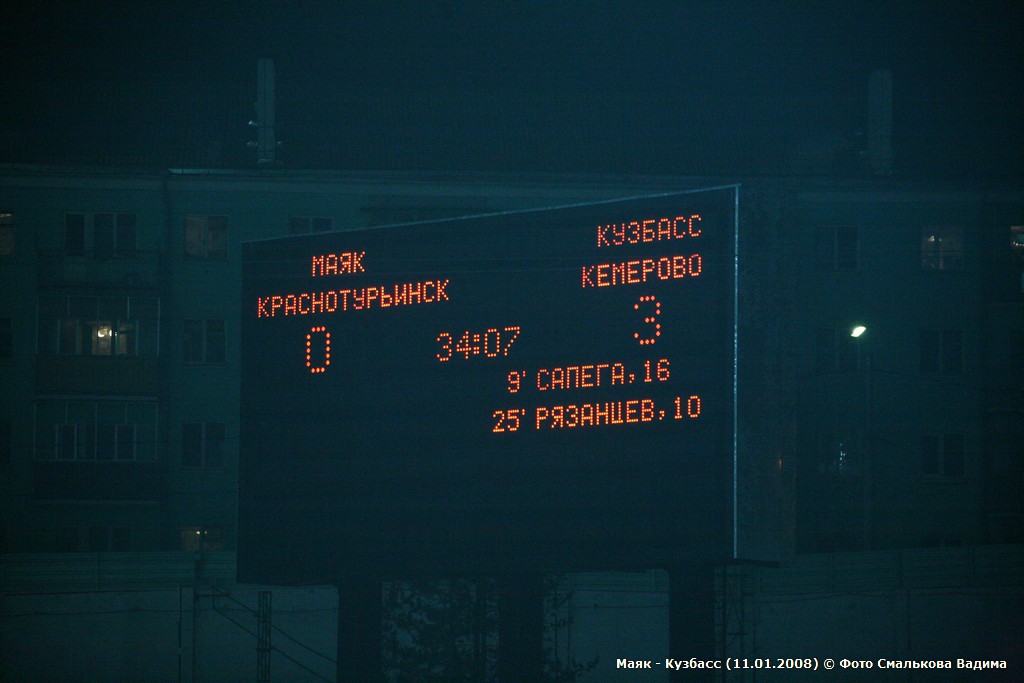 МАЯК
КРАСНОТУРЬИНСК
0
КУЗБАСС
КЕМЕРОВО
3
34:07
9' САПЕГА,16
25' РЯЗАНЦЕВ,10
Маяк - Кузбасс (11.01.2008) © Фото Смалькова Вадима